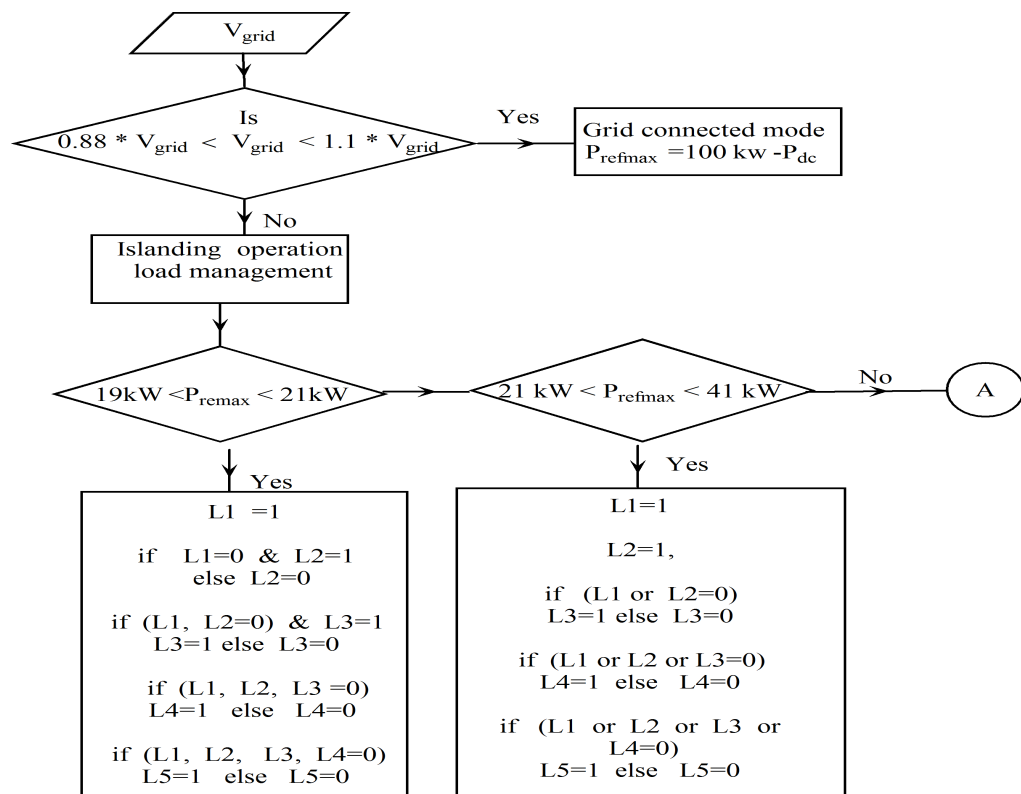 V_grid
Is
0.88 * V_grid < V_grid < 1.1 * V_grid
Yes
Grid connected mode
P_refmax =100 kw -P_dc
No
Islanding operation
load management
19kW <P_remax < 21kW
21 kW < P_refmax < 41 kW
No
A
Yes
L1 =1
if L1=0 & L2=1
else L2=0
if (L1, L2=0) & L3=1
L3=1 else L3=0
if (L1, L2, L3 =0)
L4=1 else L4=0
if (L1, L2, L3, L4=0)
L5=1 else L5=0
Yes
L1=1
L2=1,
if (L1 or L2=0)
L3=1 else L3=0
if (L1 or L2 or L3=0)
L4=1 else L4=0
if (L1 or L2 or L3 or
L4=0)
L5=1 else L5=0